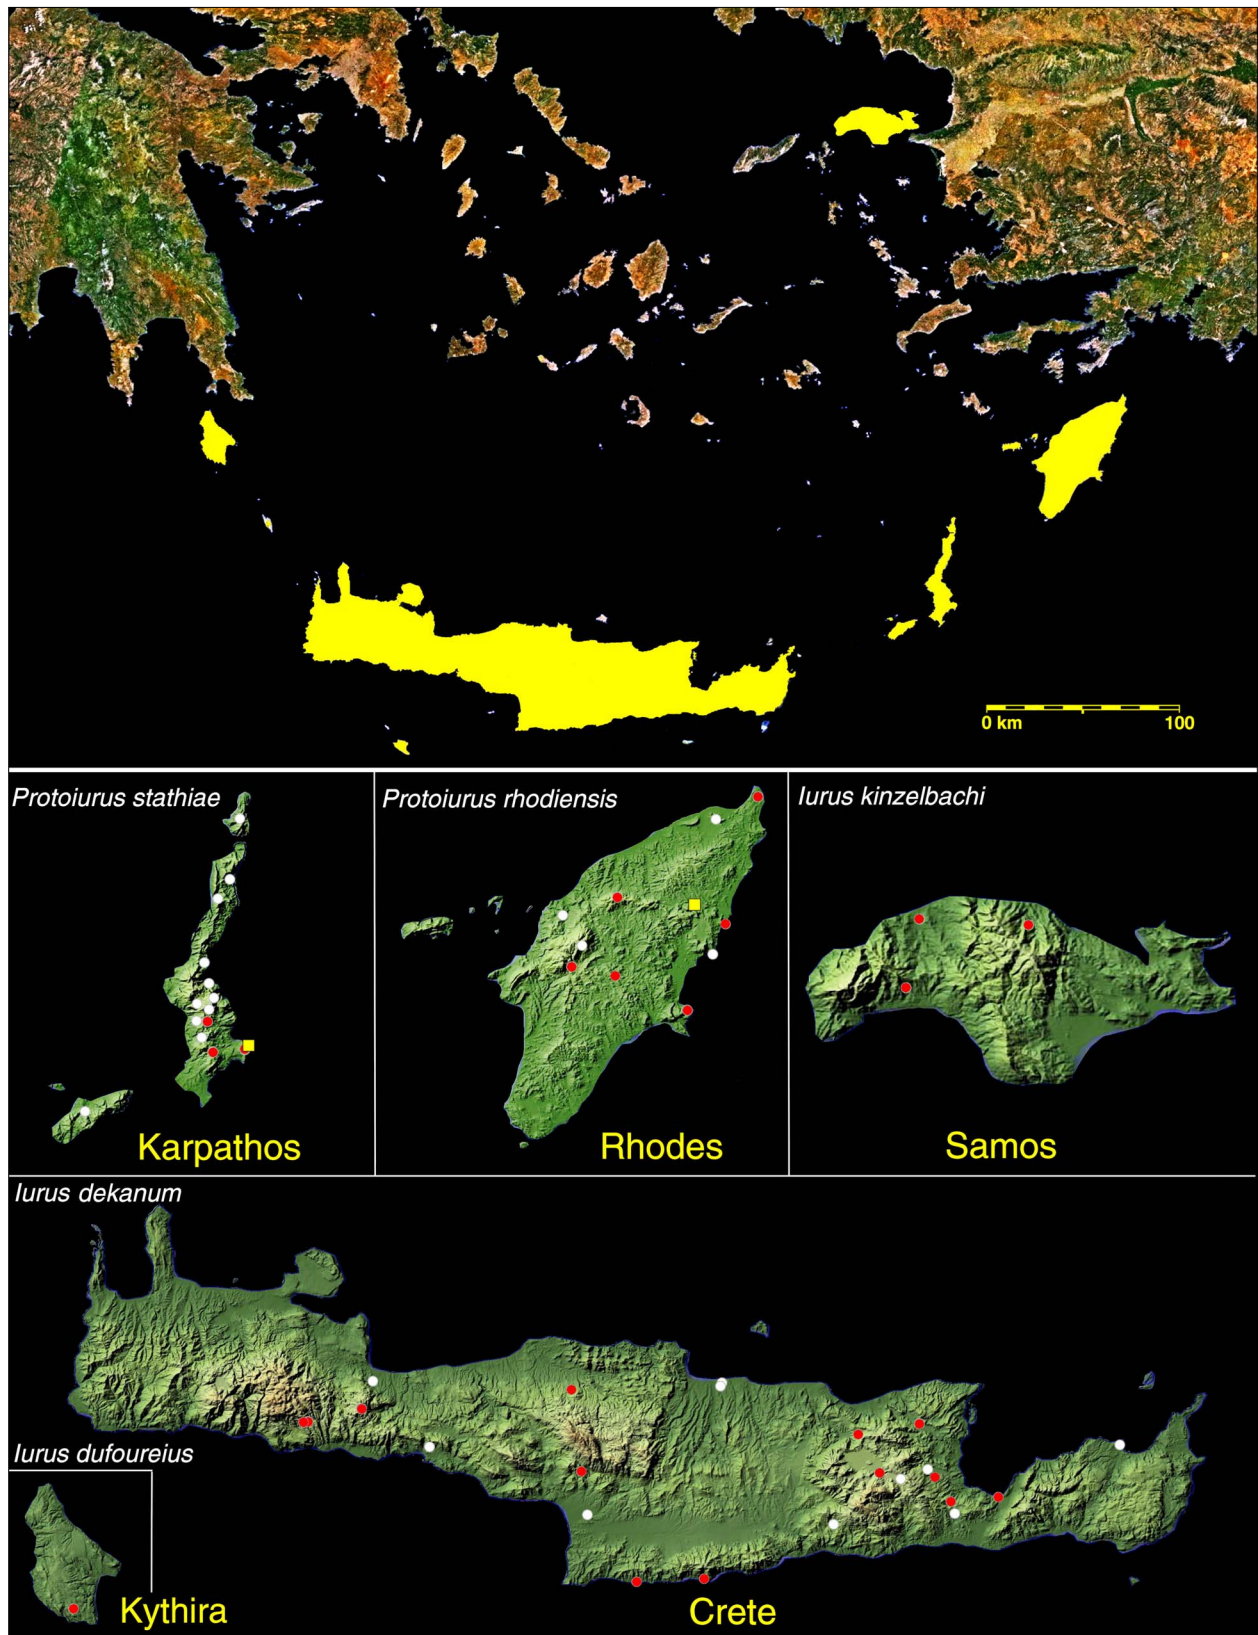 0 km 100
Protoiurus stathiae
Protoiurus rhodiensis
Iurus kinzelbachi
Karpathos
Rhodes
Samos
Iurus dekanum
Iurus dufoureius
Kythira
Crete